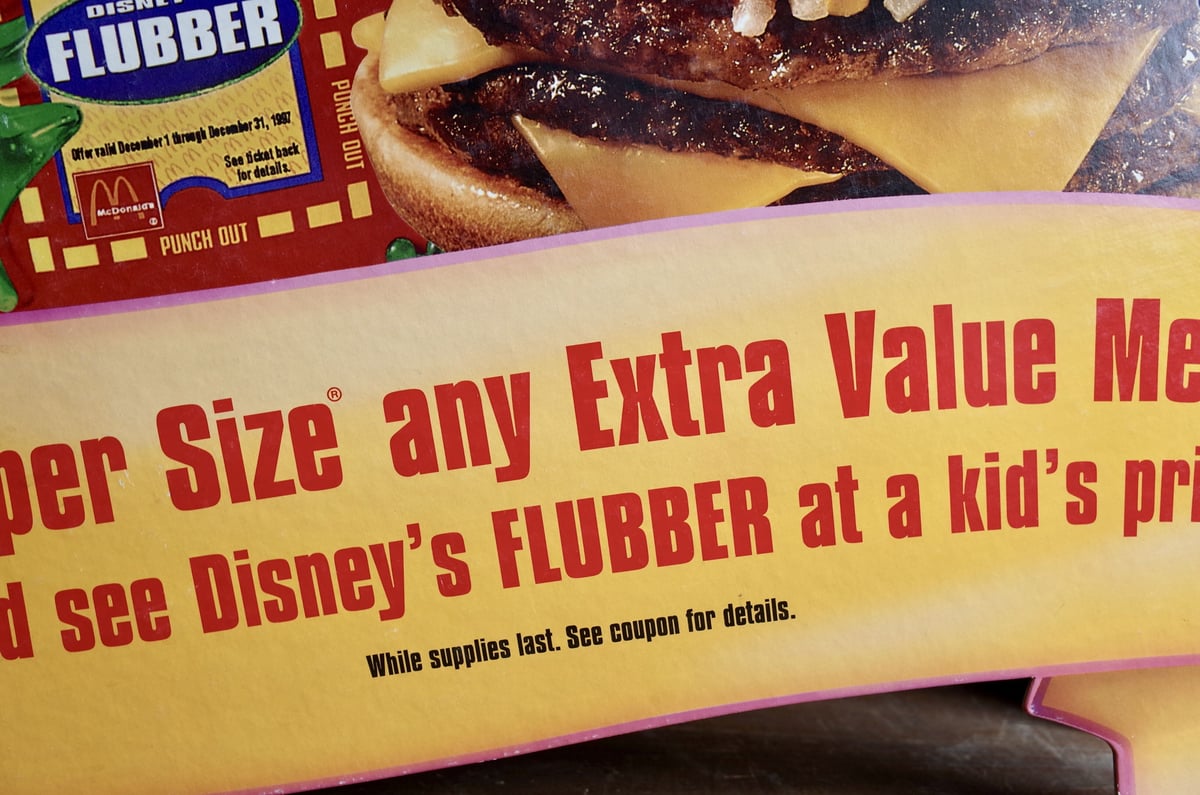 DISNEY
FLUBBER
Offer valid December 1 through December 31, 1997
See ticket back
for details.
McDonald's
®
PUNCH OUT
PUNCH OUT
per Size® any Extra Value Me
d see Disney's FLUBBER at a kid's pri
While supplies last. See coupon for details.